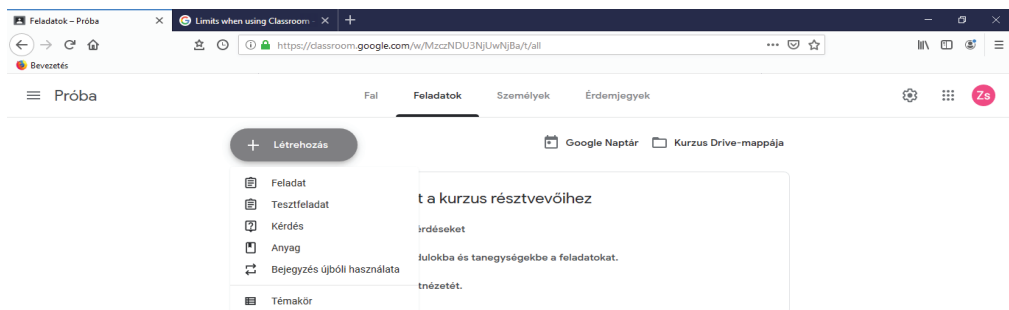 Feladatok – Próba
Limits when using Classroom -
https://classroom.google.com/w/MzczNDU3NjUwNjBa/t/all
Bevezetés
Próba
Fal Feladatok Személyek Érdemjegyek
Zs
Létrehozás
Google Naptár Kurzus Drive-mappája
Feladat
t a kurzus résztvevőihez
Tesztfeladat
Kérdés
érdéseket
Anyag
dulokba és tanegységekbe a feladatokat.
Bejegyzés újbóli használata
tnézetét.
Témakör